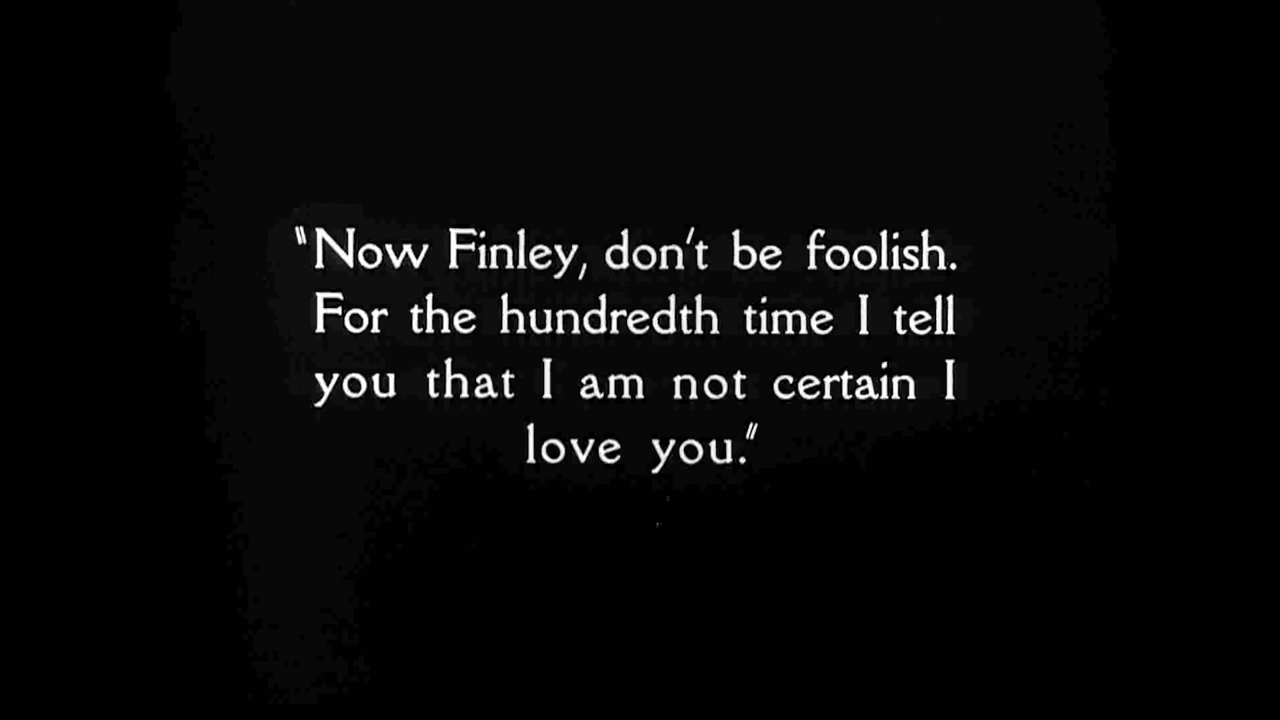 "Now Finley, don't be foolish.
For the hundredth time I tell
you that I am not certain I
love you."